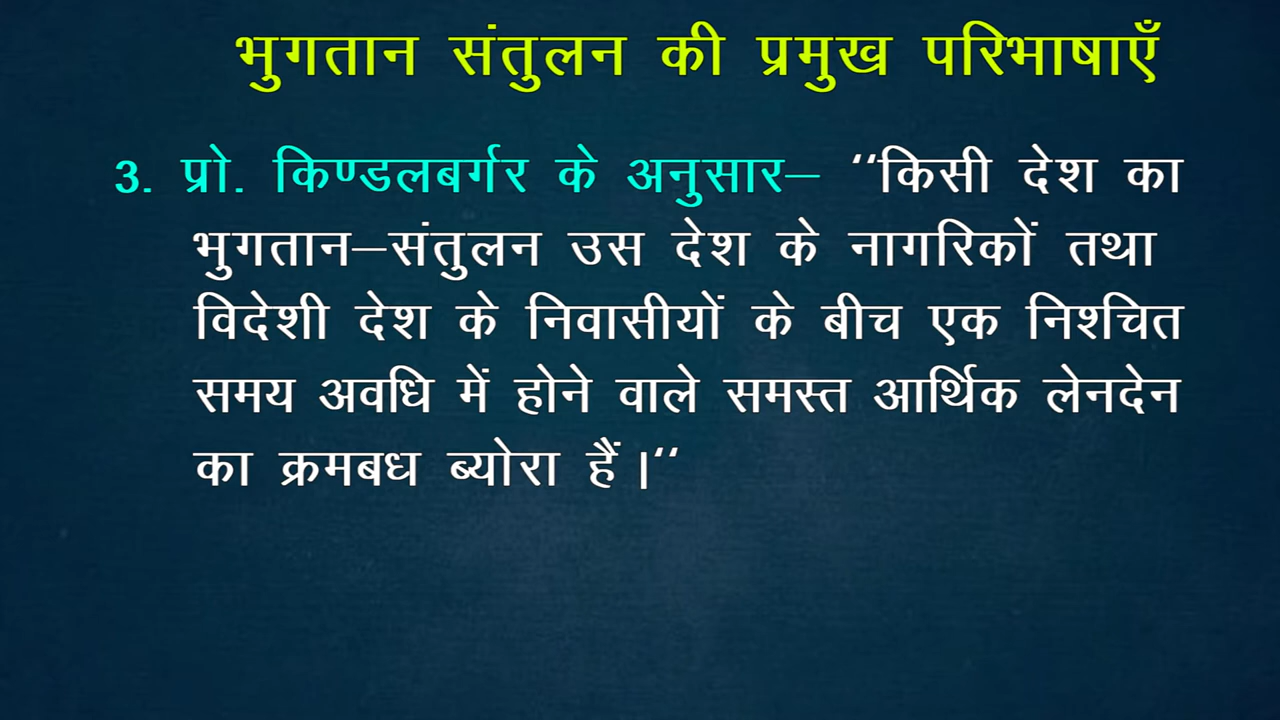 भुगतान संतुलन की प्रमुख परिभाषाएँ
3. प्रो. किण्डलबर्गर के अनुसार– ‘‘किसी देश का
भुगतान–संतुलन उस देश के नागरिकों तथा
विदेशी देश के निवासीयों के बीच एक निश्चित
समय अवधि में होने वाले समस्त आर्थिक लेनदेन
का क्रमबध ब्योरा हैं।‘‘